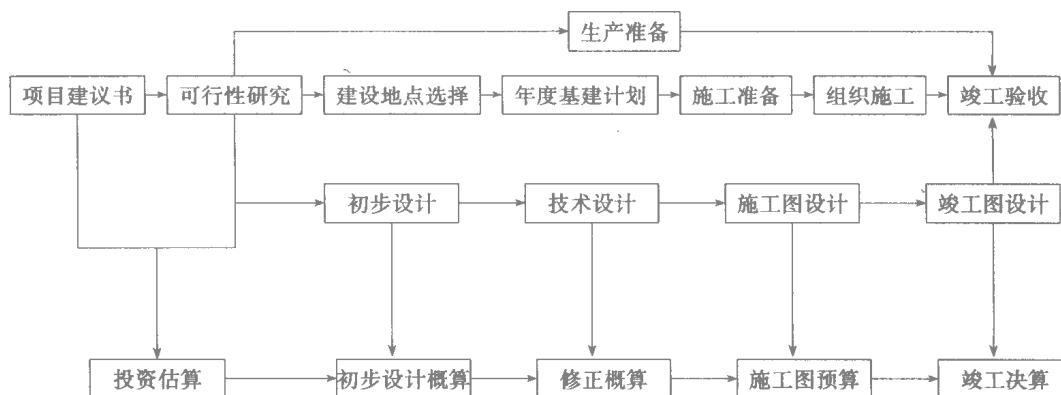 生产准备
项目建议书 可行性研究 建设地点选择 年度基建计划 施工准备 组织施工 竣工验收
初步设计 技术设计 施工图设计 竣工图设计
投资估算 初步设计概算 修正概算 施工图预算 竣工决算